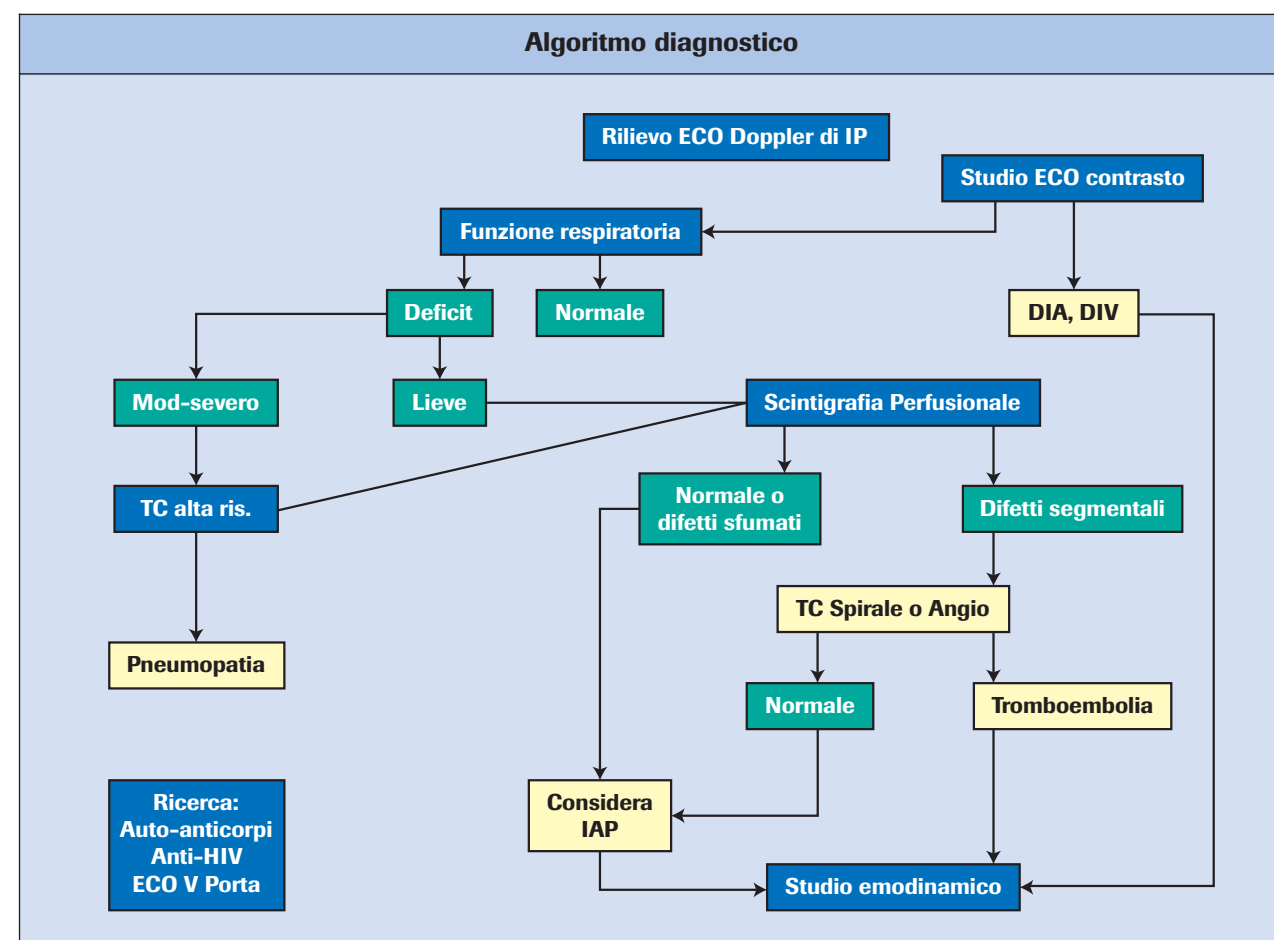 Algoritmo diagnostico
Rilievo ECO Doppler di IP
Studio ECO contrasto
Funzione respiratoria
Deficit
Normale
DIA, DIV
Mod-severo
Lieve
Scintigrafia Perfusionale
TC alta ris.
Normale o
difetti sfumati
Difetti segmentali
TC Spirale o Angio
Pneumopatia
Normale
Tromboembolia
Ricerca:
Auto-anticorpi
Anti-HIV
ECO V Porta
Considera
IAP
Studio emodinamico